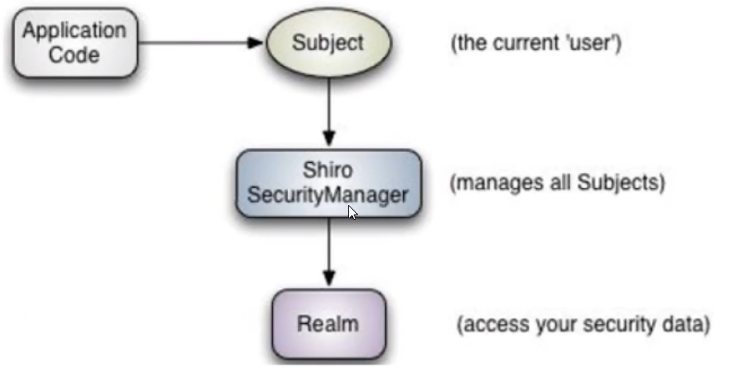 Application
Code
Subject
(the current 'user')
Shiro
SecurityManager
(manages all Subjects)
Realm
(access your security data)